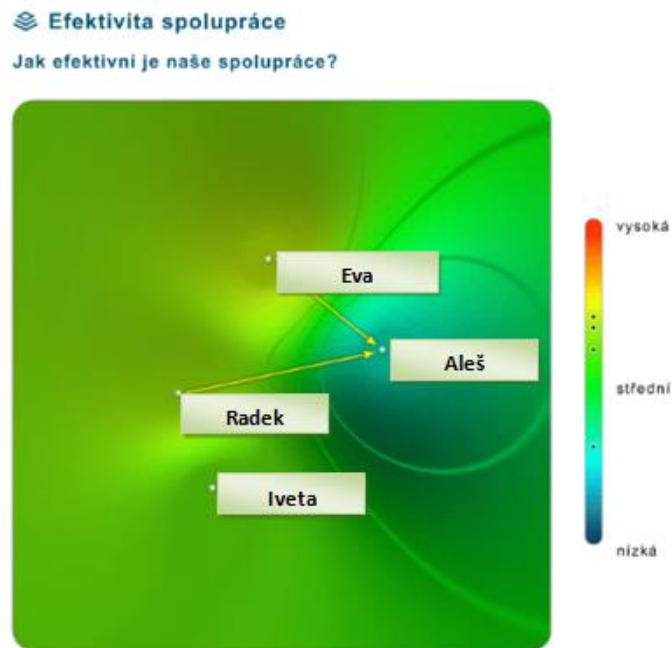 Efektivita spolupráce
Jak efektivní je naše spolupráce?
vysoká
Eva
Aleš
střední
Radek
Iveta
nízká